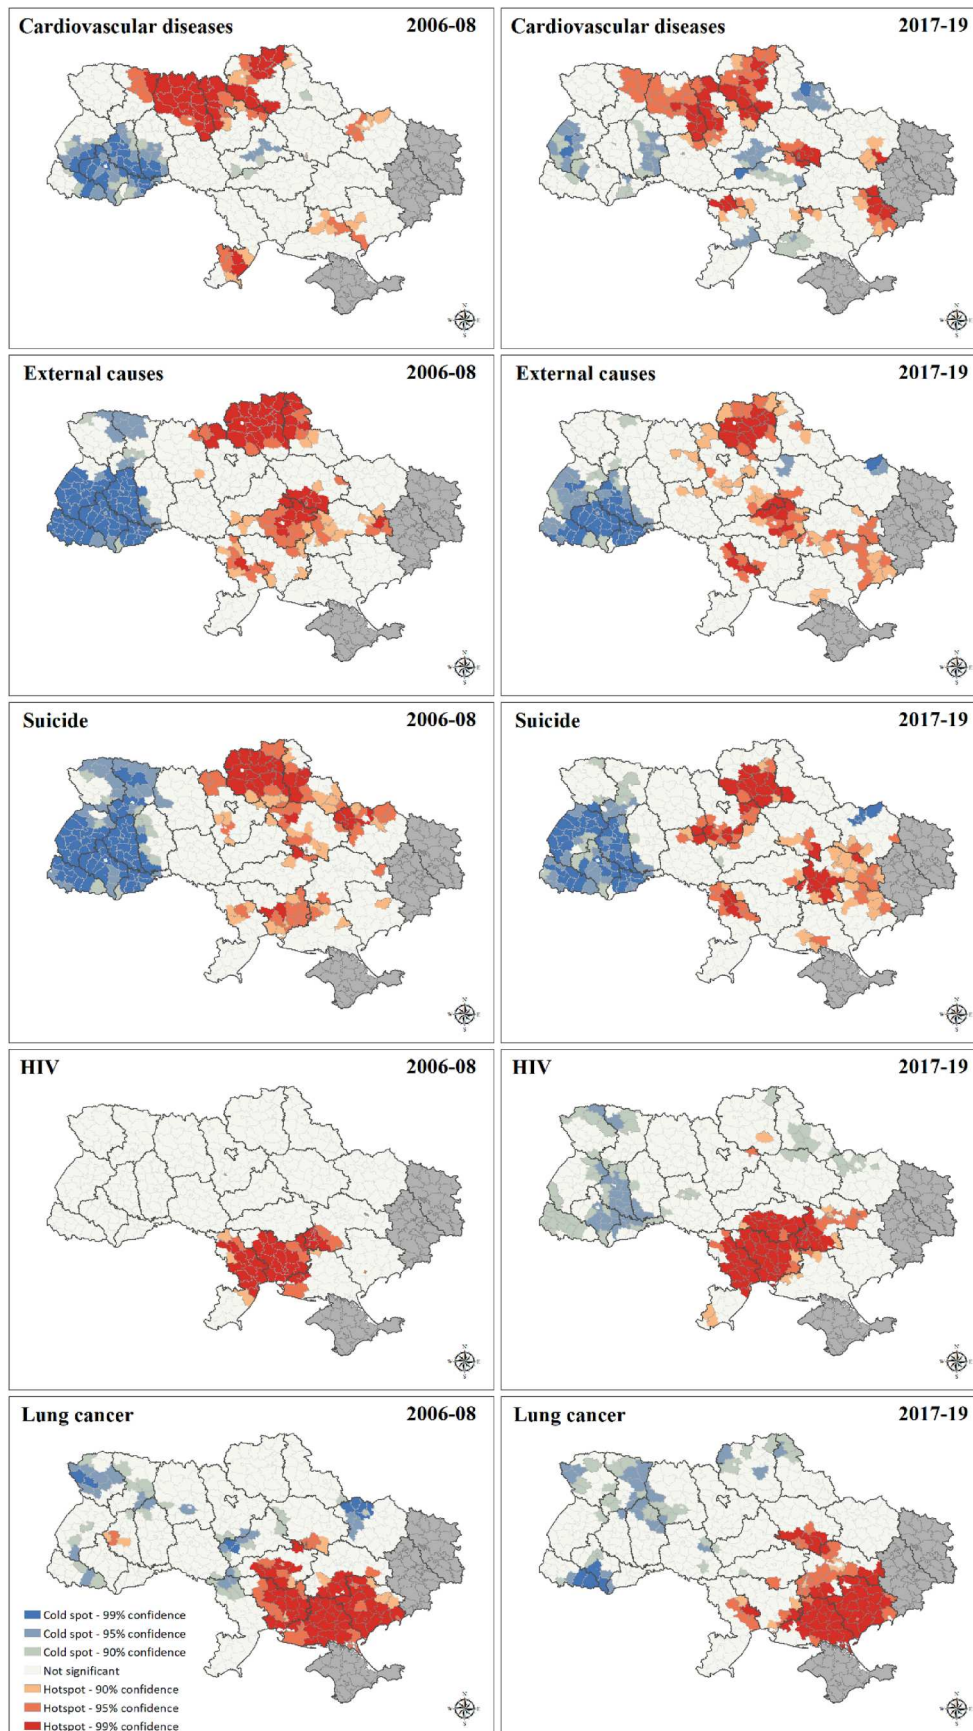 Cardiovascular diseases 2006-08
Cardiovascular diseases 2017-19
External causes 2006-08
External causes 2017-19
Suicide 2006-08
Suicide 2017-19
HIV 2006-08
HIV 2017-19
Lung cancer 2006-08
Lung cancer 2017-19
Cold spot - 99% confidence
Cold spot - 95% confidence
Cold spot - 90% confidence
Not significant
Hotspot - 90% confidence
Hotspot - 95% confidence
Hotspot - 99% confidence